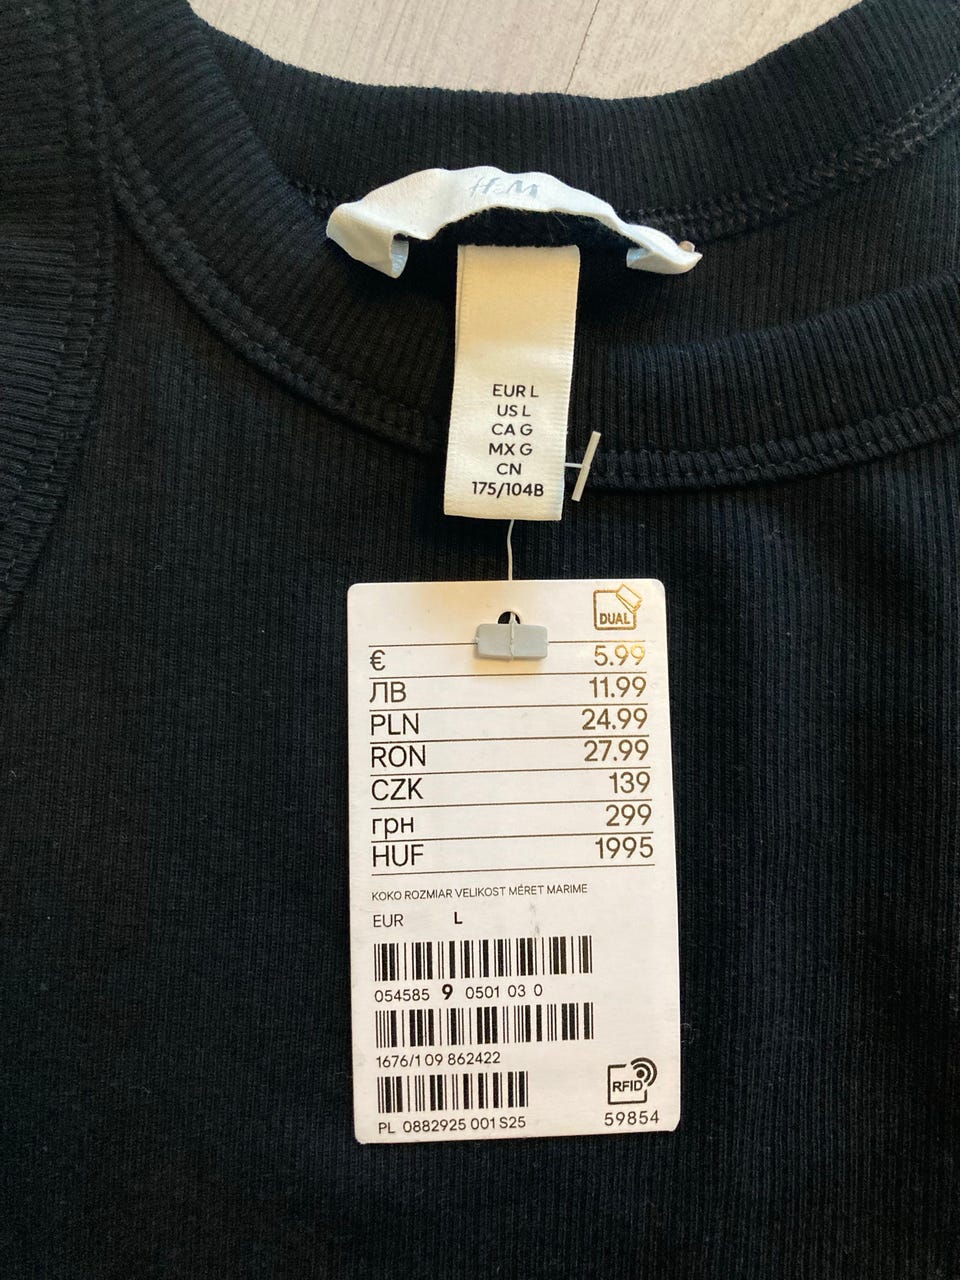 H&M
EUR L
US L
CA G
MX G
CN
175/104B
DUAL
€ 5.99
ЛВ 11.99
PLN 24.99
RON 27.99
CZK 139
грн 299
HUF 1995
KOKO ROZMIAR VELIKOST MÉRET MARIME
EUR L
054585 9 0501 03 0
1676/1 09 862422
PL 0882925 001 S25
RFID
59854